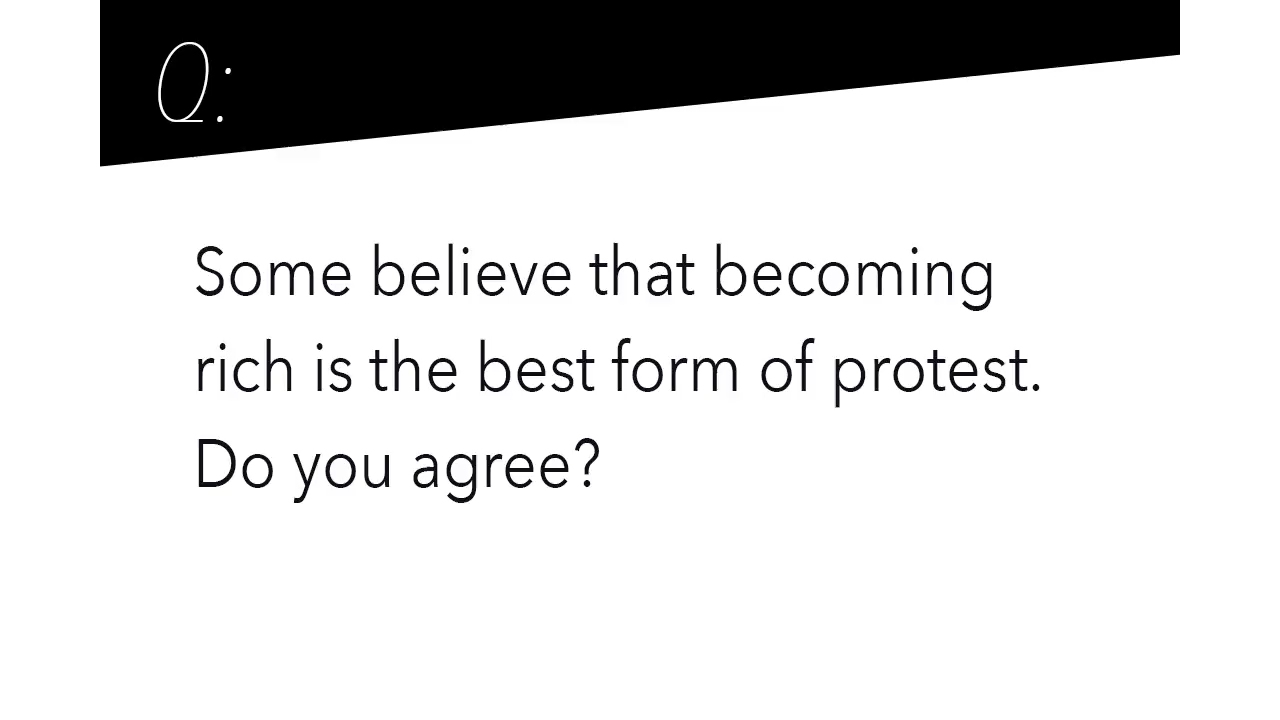 Q:
Some believe that becoming
rich is the best form of protest.
Do you agree?